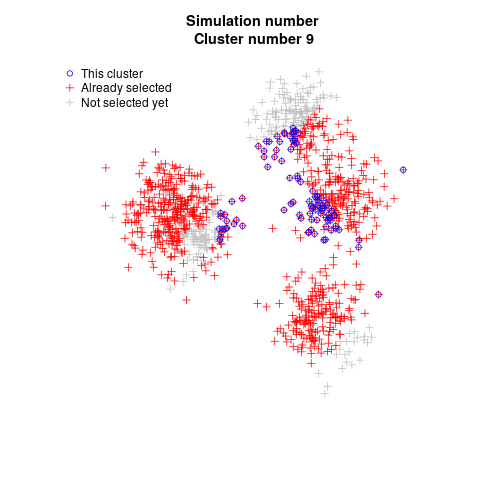 Simulation number
Cluster number 9
This cluster
Already selected
Not selected yet